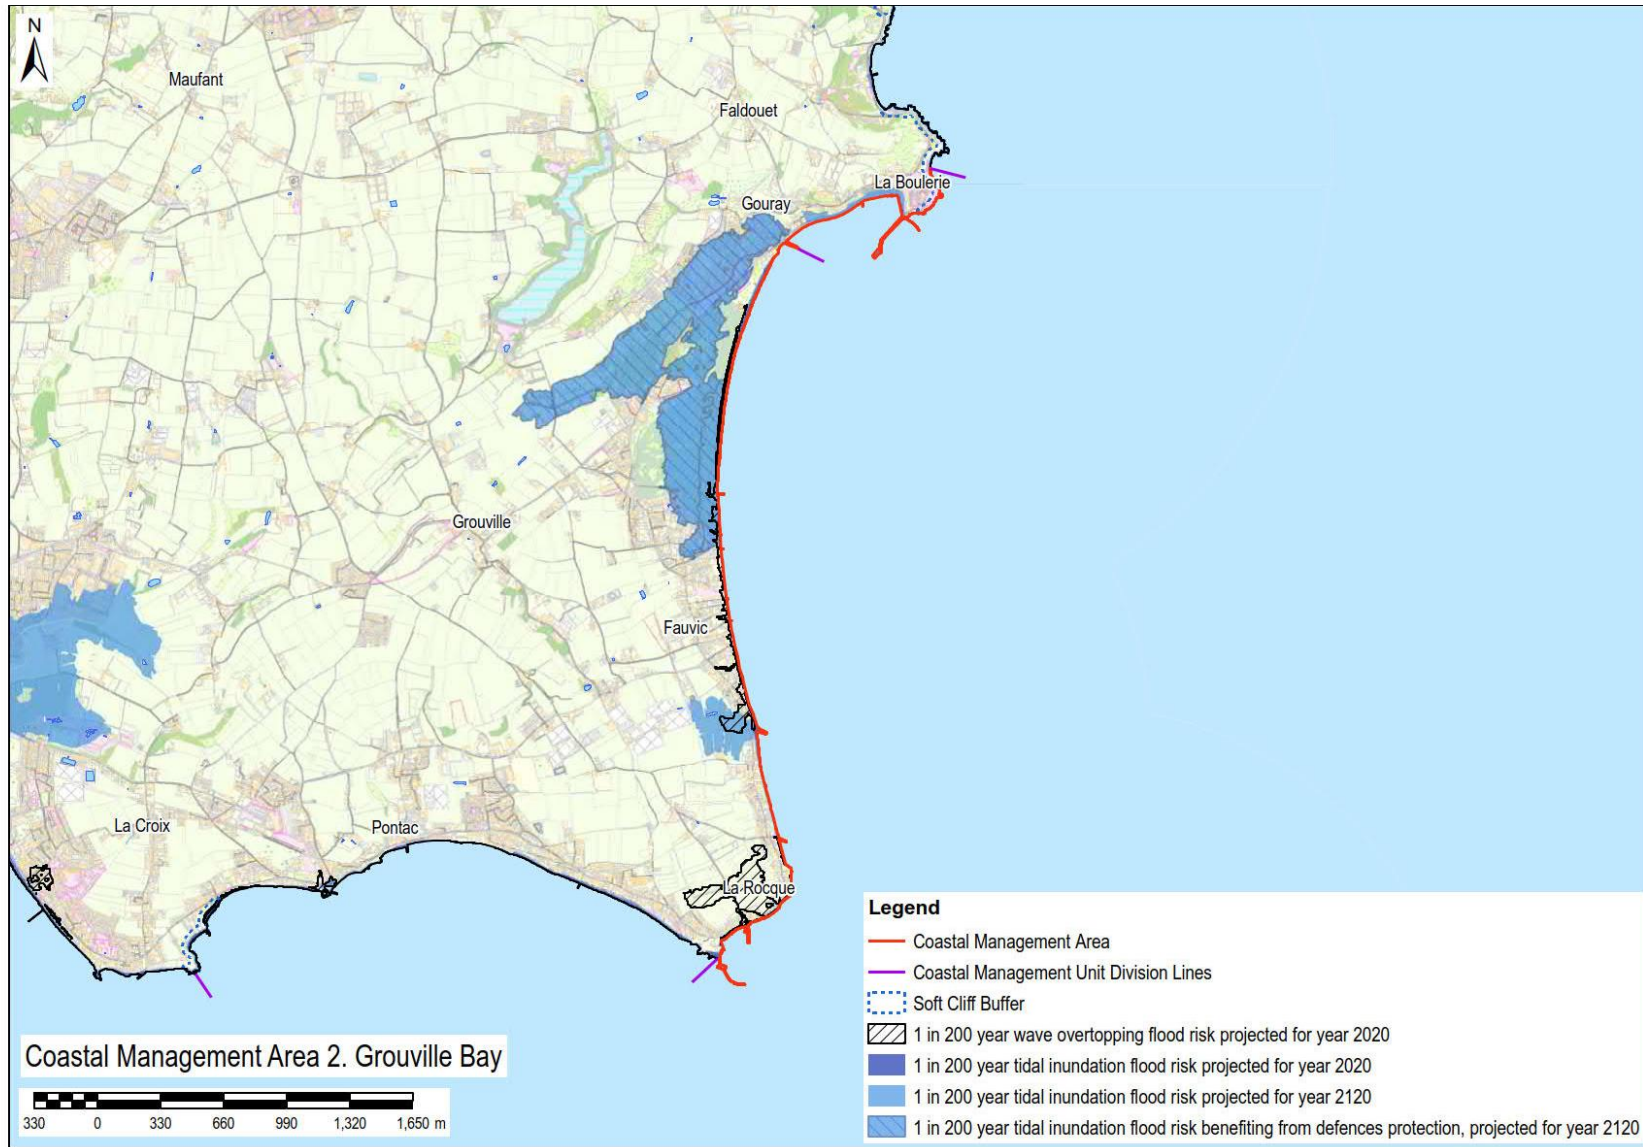 N
Maufant
Faldouet
La Boulerie
Gouray
Grouville
Fauvic
La Croix
Pontac
La Rocque
Legend
Coastal Management Area
Coastal Management Unit Division Lines
Soft Cliff Buffer
1 in 200 year wave overtopping flood risk projected for year 2020
1 in 200 year tidal inundation flood risk projected for year 2020
1 in 200 year tidal inundation flood risk projected for year 2120
1 in 200 year tidal inundation flood risk benefiting from defences protection, projected for year 2120
Coastal Management Area 2. Grouville Bay
330 0 330 660 990 1,320 1,650 m